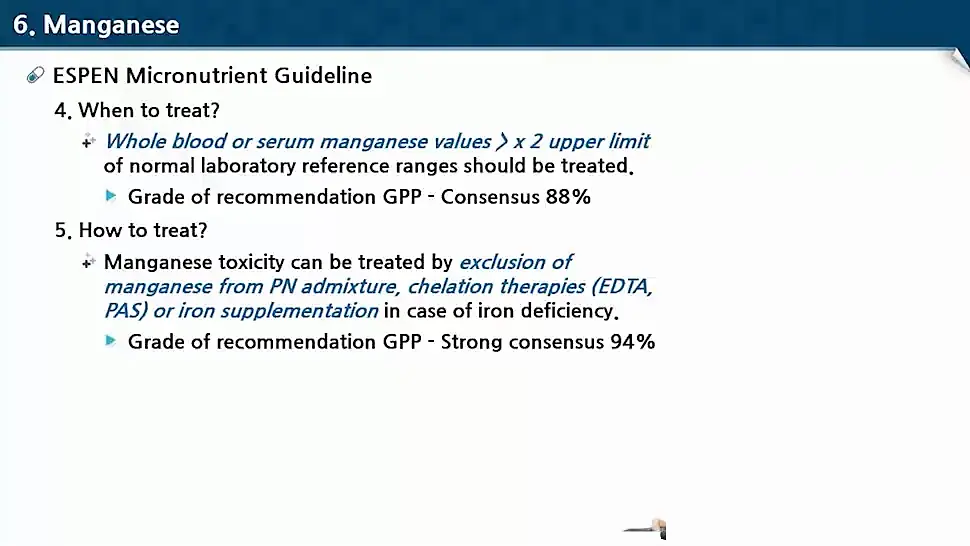 6. Manganese
ESPEN Micronutrient Guideline
4. When to treat?
Whole blood or serum manganese values > x 2 upper limit
of normal laboratory reference ranges should be treated.
Grade of recommendation GPP - Consensus 88%
5. How to treat?
Manganese toxicity can be treated by exclusion of
manganese from PN admixture, chelation therapies (EDTA,
PAS) or iron supplementation in case of iron deficiency.
Grade of recommendation GPP - Strong consensus 94%